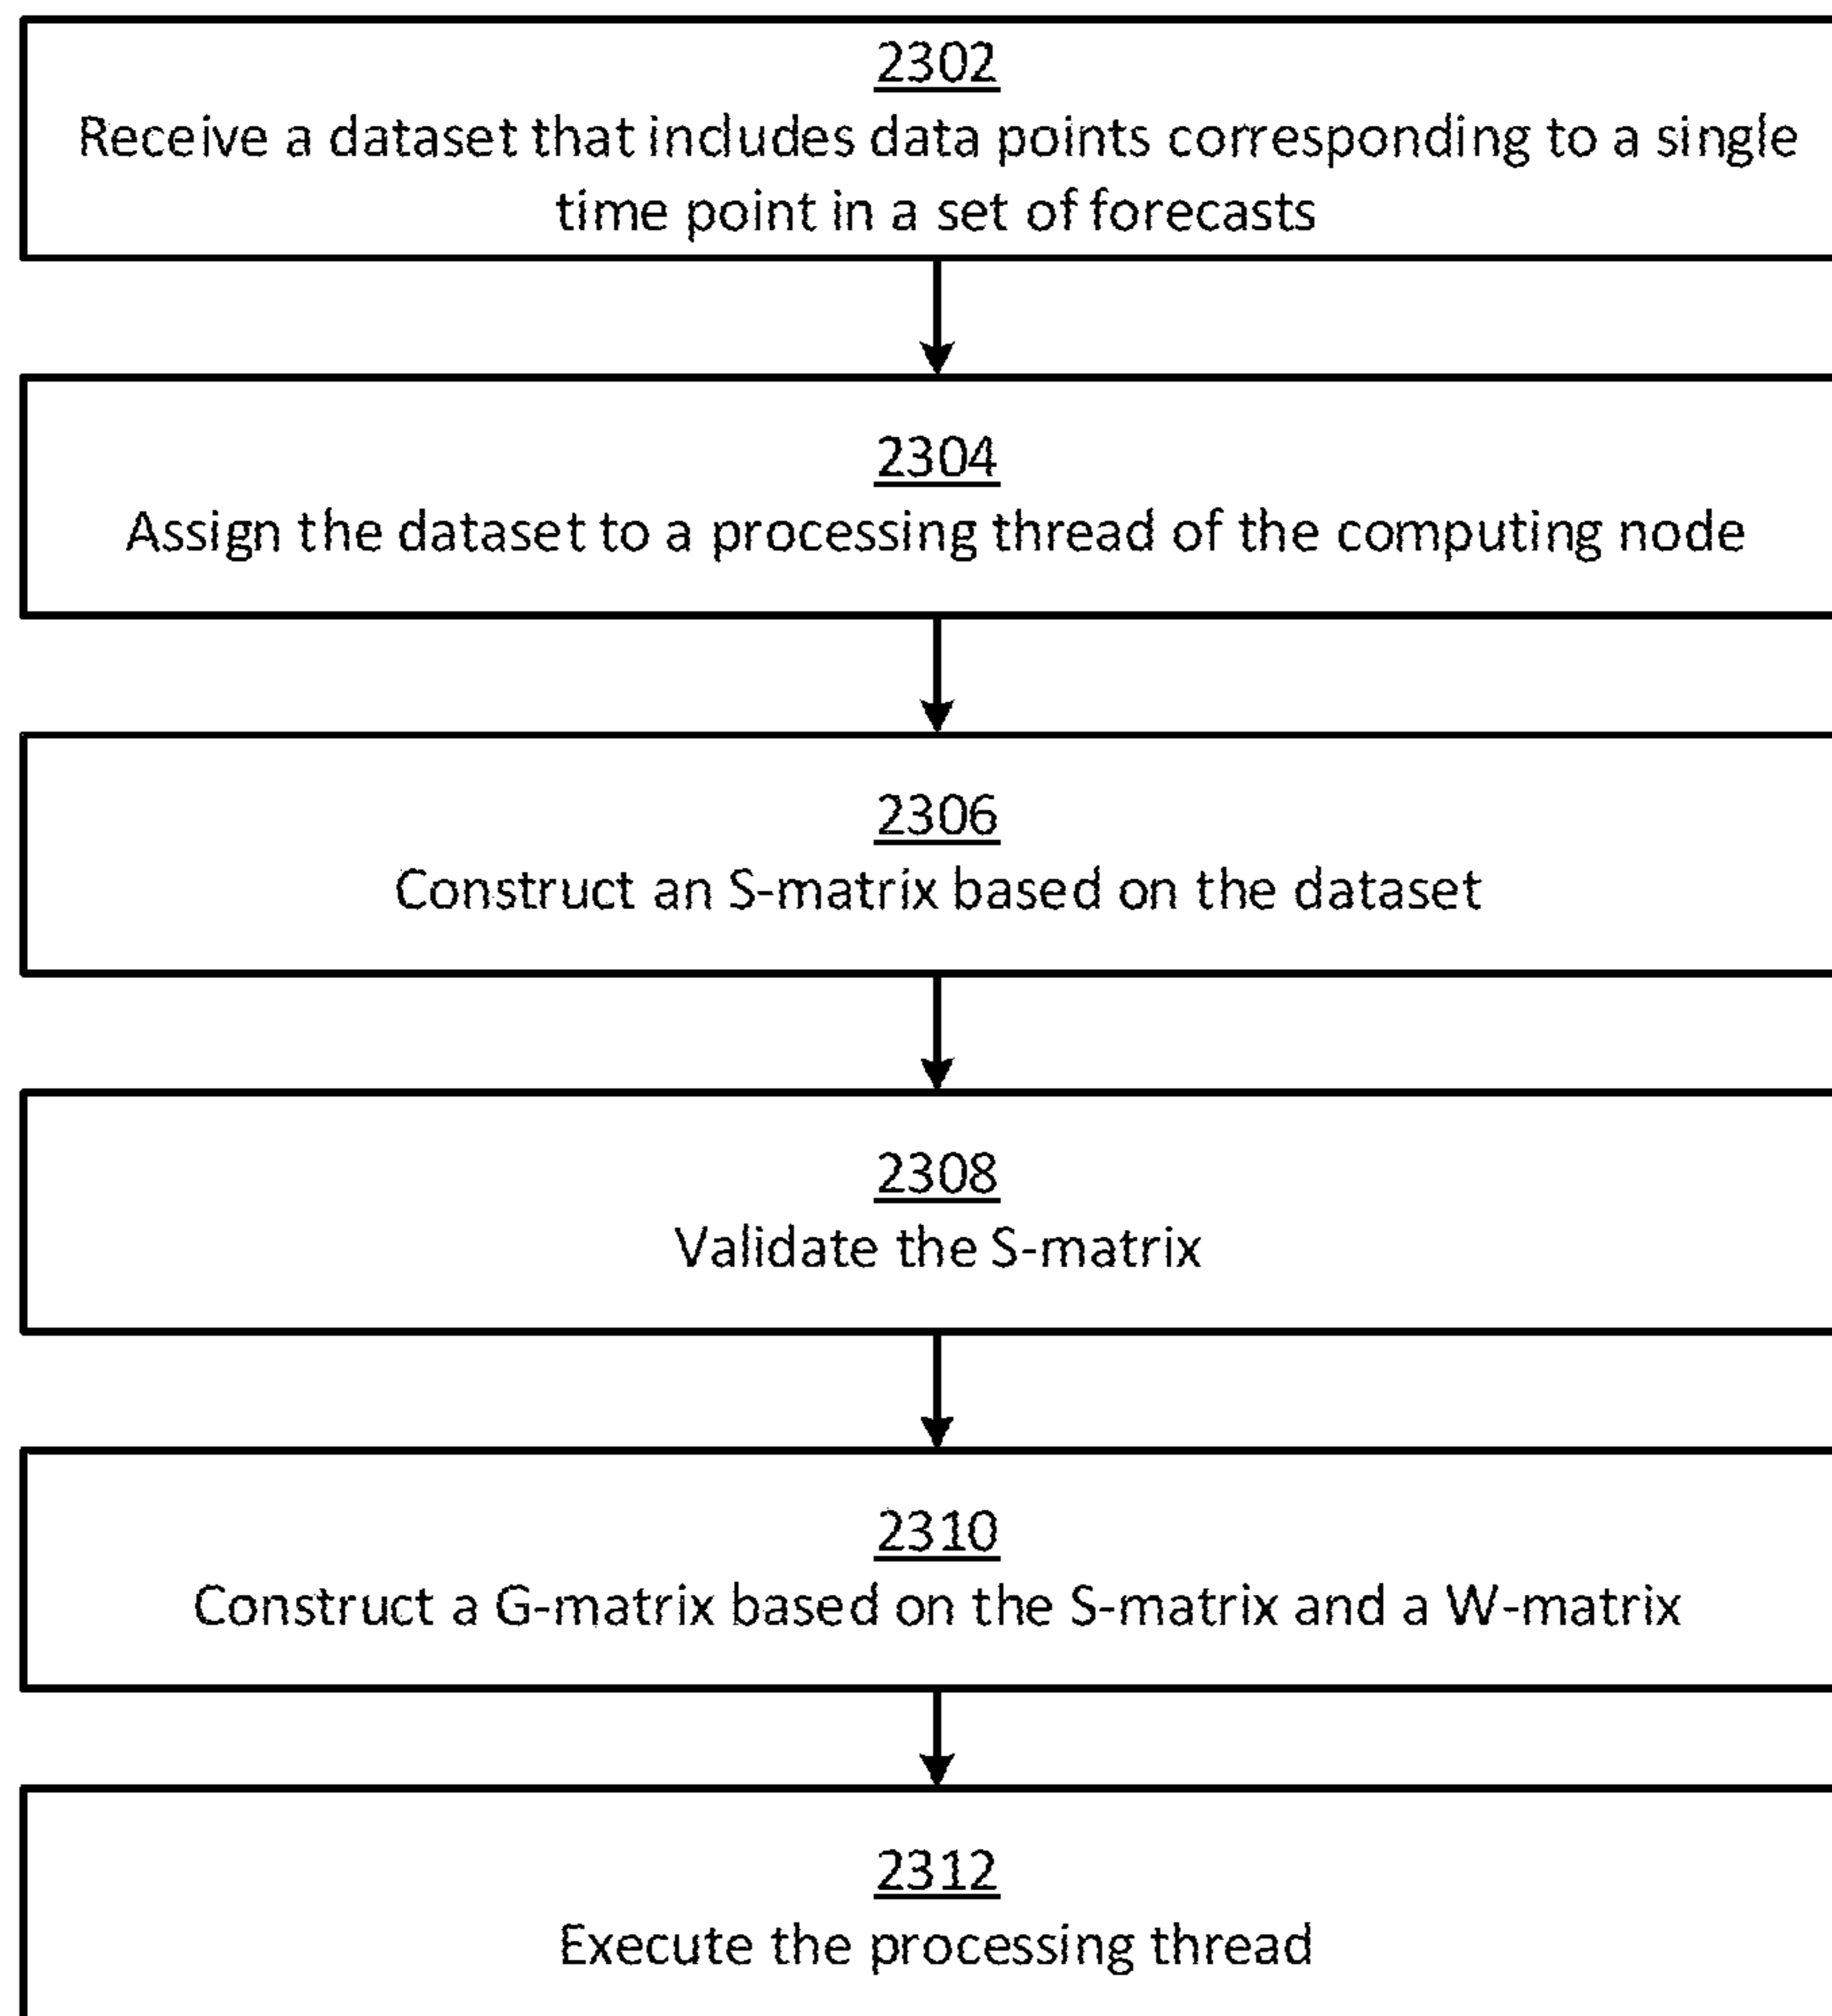 2302
Receive a dataset that includes data points corresponding to a single
time point in a set of forecasts
2304
Assign the dataset to a processing thread of the computing node
2306
Construct an S-matrix based on the dataset
2308
Validate the S-matrix
2310
Construct a G-matrix based on the S-matrix and a W-matrix
2312
Execute the processing thread